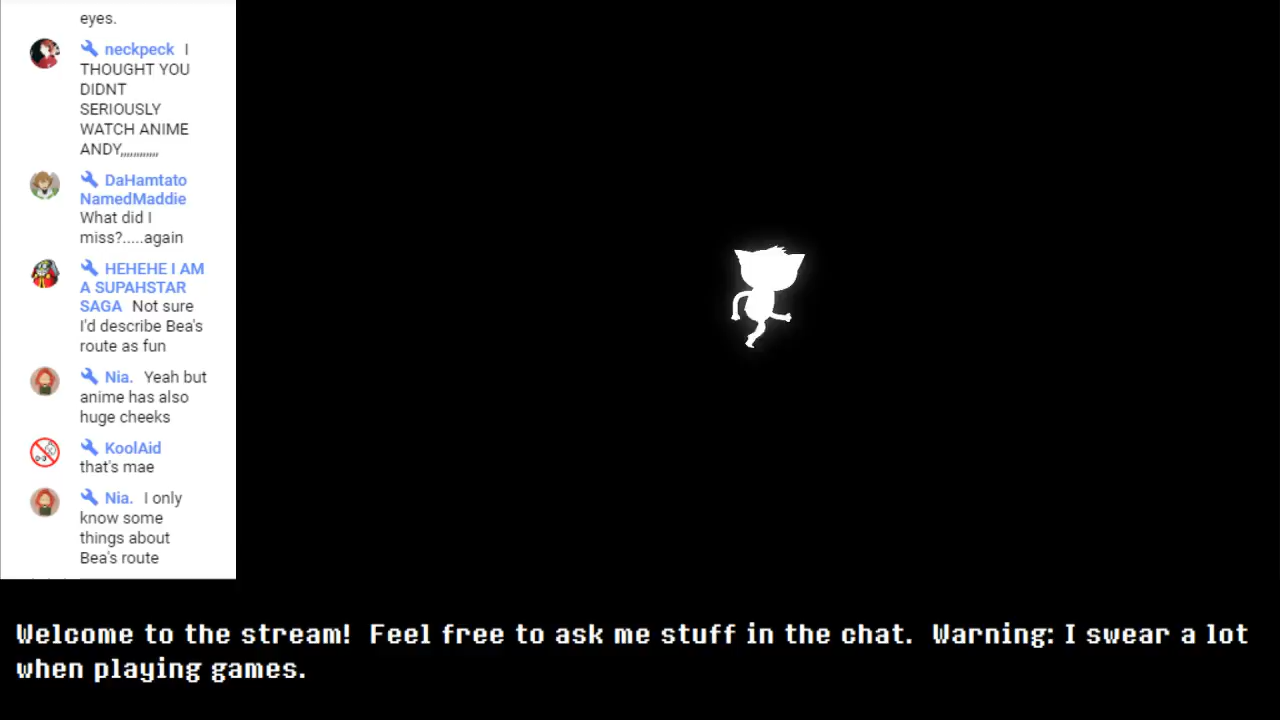 eyes.
neckpeck I
THOUGHT YOU
DIDNT
SERIOUSLY
WATCH ANIME
ANDY,,,,,,,,,,,,
DaHamtato
NamedMaddie
What did I
miss?.....again
HEHEHE I AM
A SUPAHSTAR
SAGA Not sure
I'd describe Bea's
route as fun
Nia. Yeah but
anime has also
huge cheeks
KoolAid
that's mae
Nia. I only
know some
things about
Bea's route
Welcome to the stream! Feel free to ask me stuff in the chat. Warning: I swear a lot
when playing games.